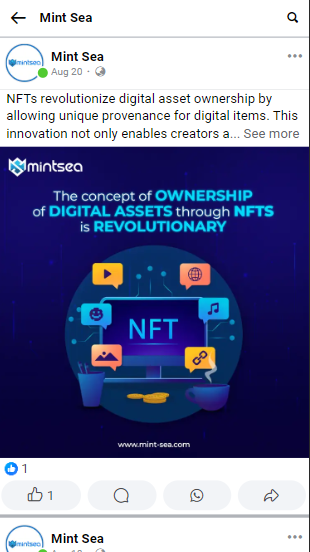 Mint Sea
mintsea
Mint Sea
Aug 20 ·
NFTs revolutionize digital asset ownership by
allowing unique provenance for digital items. This
innovation not only enables creators a... See more
mintsea
The concept of OWNERSHIP
of DIGITAL ASSETS through NFTS
is REVOLUTIONARY
NFT
www.mint-sea.com
1
1
mintsea
Mint Sea